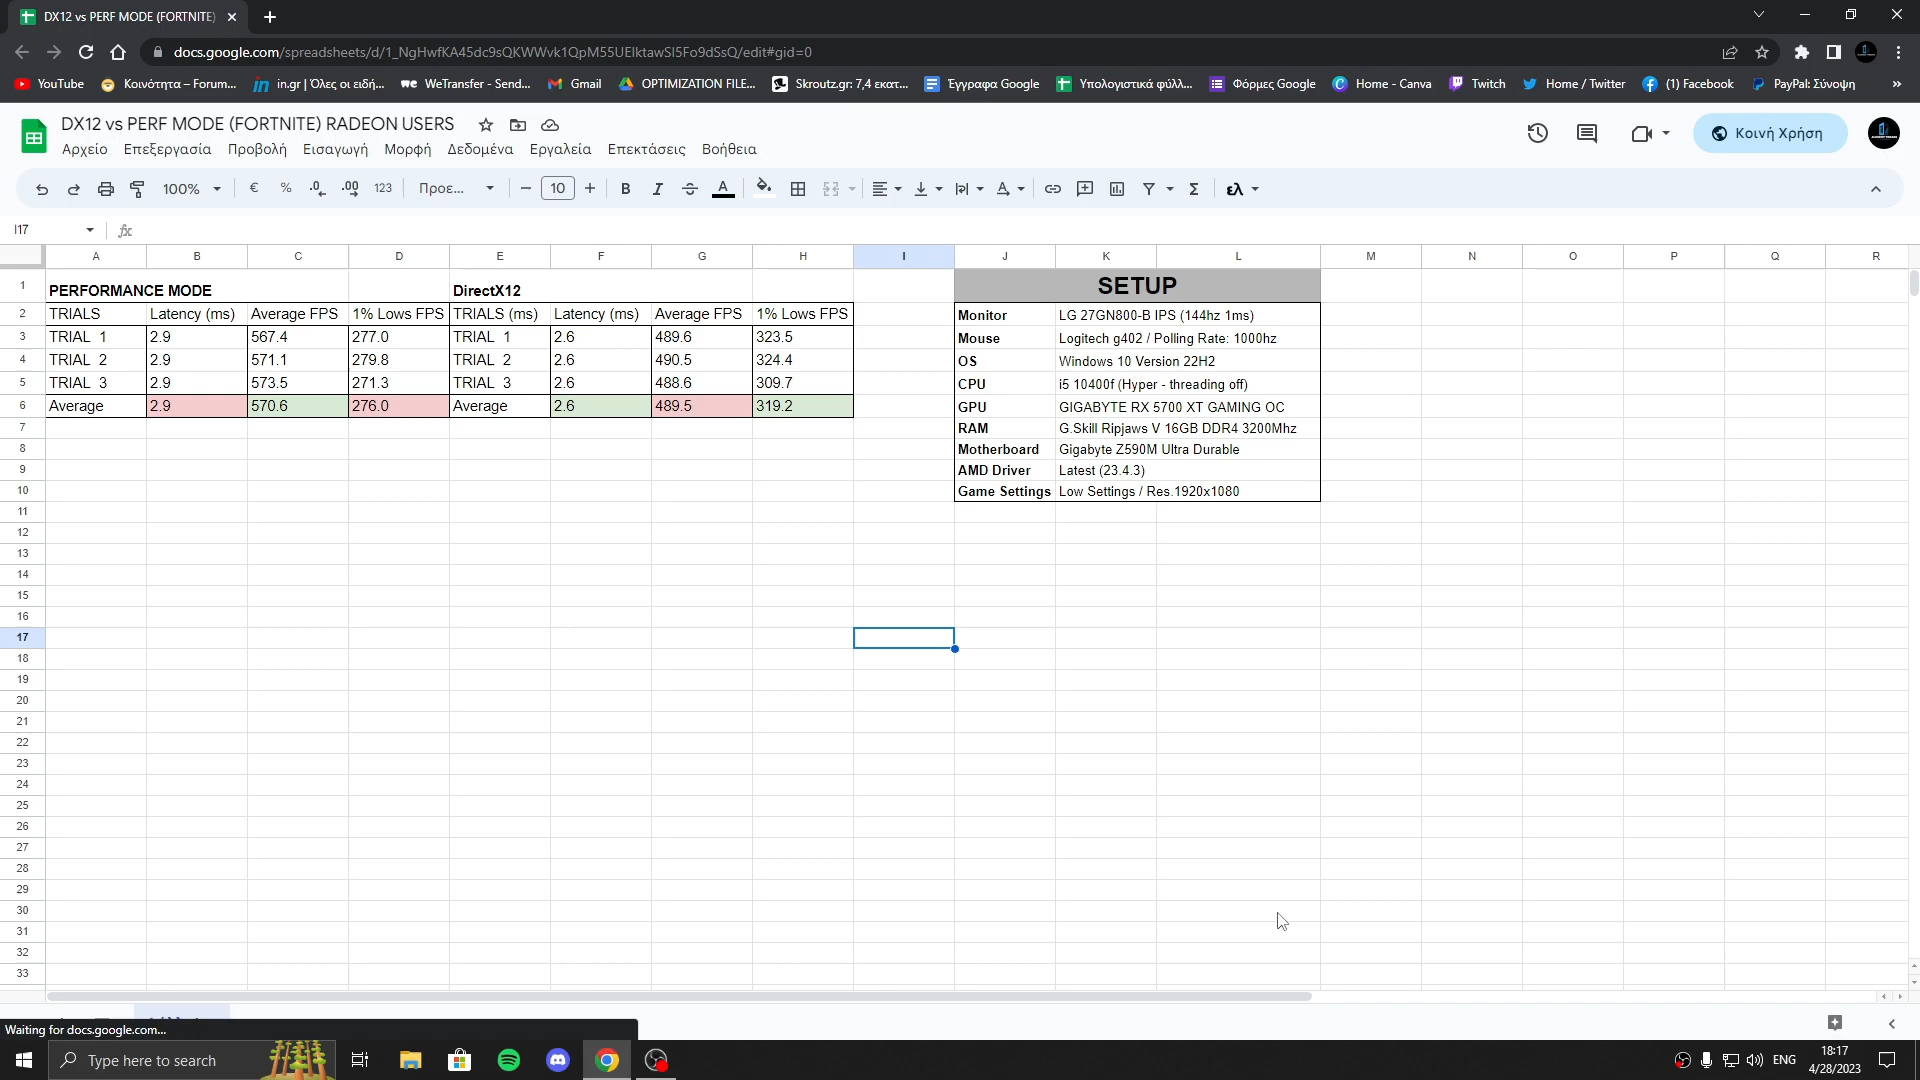 DX12 vs PERF MODE (FORTNITE)
docs.google.com/spreadsheets/d/1_NgHwfKA45dc9sQKWWvk1QpM55UElktawSI5Fo9dSsQ/edit#gid=0
YouTube Κοινότητα – Forum... in.gr | Όλες οι ειδή... WeTransfer - Send... Gmail OPTIMIZATION FILE... Skroutz.gr: 7,4 εκατ... Έγγραφα Google Υπολογιστικά φύλλ... Φόρμες Google Home - Canva Twitch Home / Twitter (1) Facebook PayPal: Σύνοψη »
DX12 vs PERF MODE (FORTNITE) RADEON USERS
Κοινή Χρήση
Αρχείο Επεξεργασία Προβολή Εισαγωγή Μορφή Δεδομένα Εργαλεία Επεκτάσεις Βοήθεια
100% € % .0 .00 123 Προε... − 10 + B I A Σ ελ
I17 fx
A B C D E F G H I J K L M N O P Q R
1 PERFORMANCE MODE DirectX12 SETUP
2 TRIALS Latency (ms) Average FPS 1% Lows FPS TRIALS (ms) Latency (ms) Average FPS 1% Lows FPS Monitor LG 27GN800-B IPS (144hz 1ms)
3 TRIAL 1 2.9 567.4 277.0 TRIAL 1 2.6 489.6 323.5 Mouse Logitech g402 / Polling Rate: 1000hz
4 TRIAL 2 2.9 571.1 279.8 TRIAL 2 2.6 490.5 324.4 OS Windows 10 Version 22H2
5 TRIAL 3 2.9 573.5 271.3 TRIAL 3 2.6 488.6 309.7 CPU i5 10400f (Hyper - threading off)
6 Average 2.9 570.6 276.0 Average 2.6 489.5 319.2 GPU GIGABYTE RX 5700 XT GAMING OC
7 RAM G.Skill Ripjaws V 16GB DDR4 3200Mhz
8 Motherboard Gigabyte Z590M Ultra Durable
9 AMD Driver Latest (23.4.3)
10 Game Settings Low Settings / Res.1920x1080
11
12
13
14
15
16
17
18
19
20
21
22
23
24
25
26
27
28
29
30
31
32
33
Waiting for docs.google.com...
Type here to search
ENG
18:17
4/28/2023